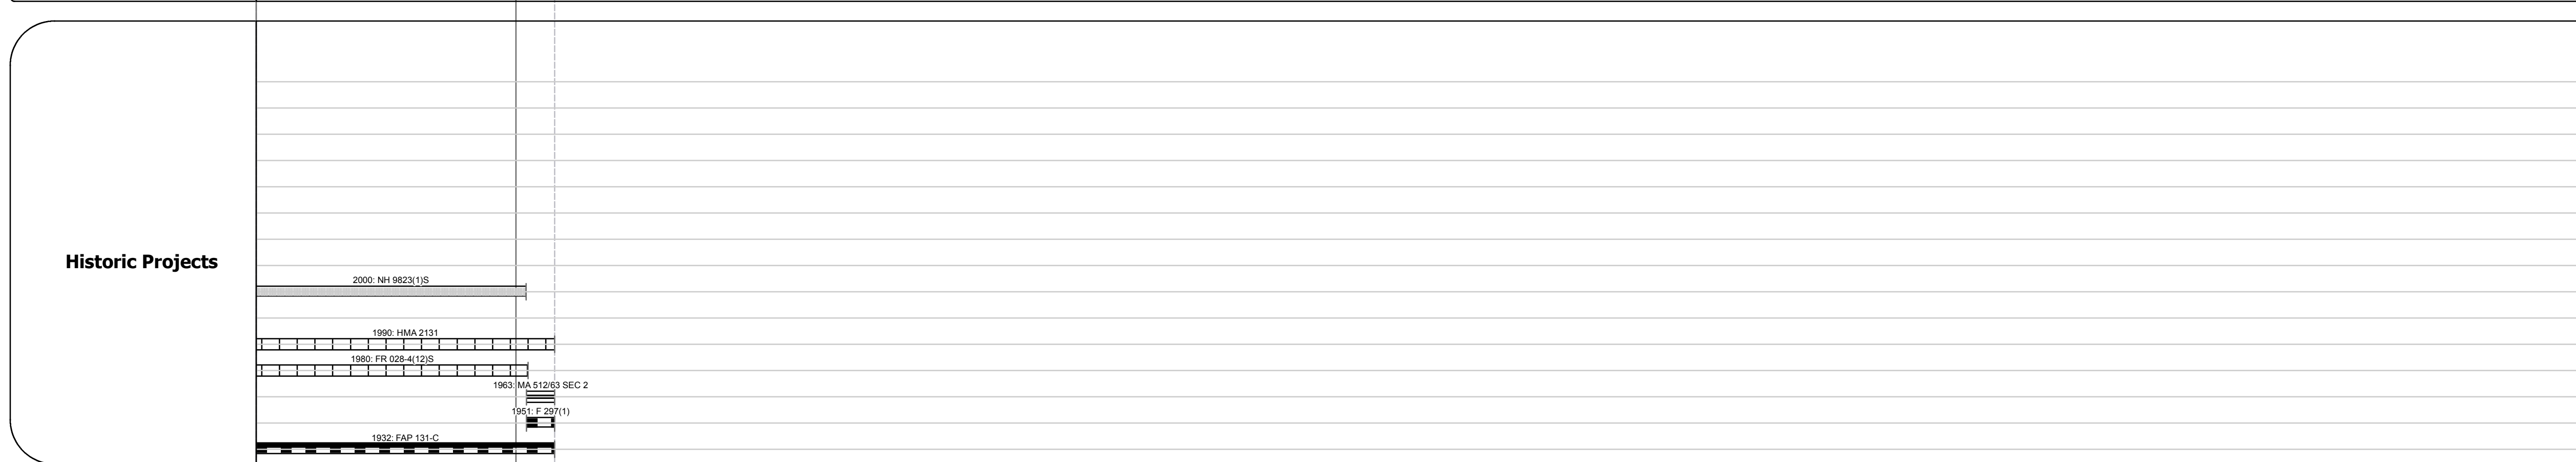 Historic Projects
2000: NH 9823(1)S
1990: HMA 2131
1980: FR 028-4(12)S
1963: MA 512/63 SEC 2
1951: F 297(1)
1932: FAP 131-C